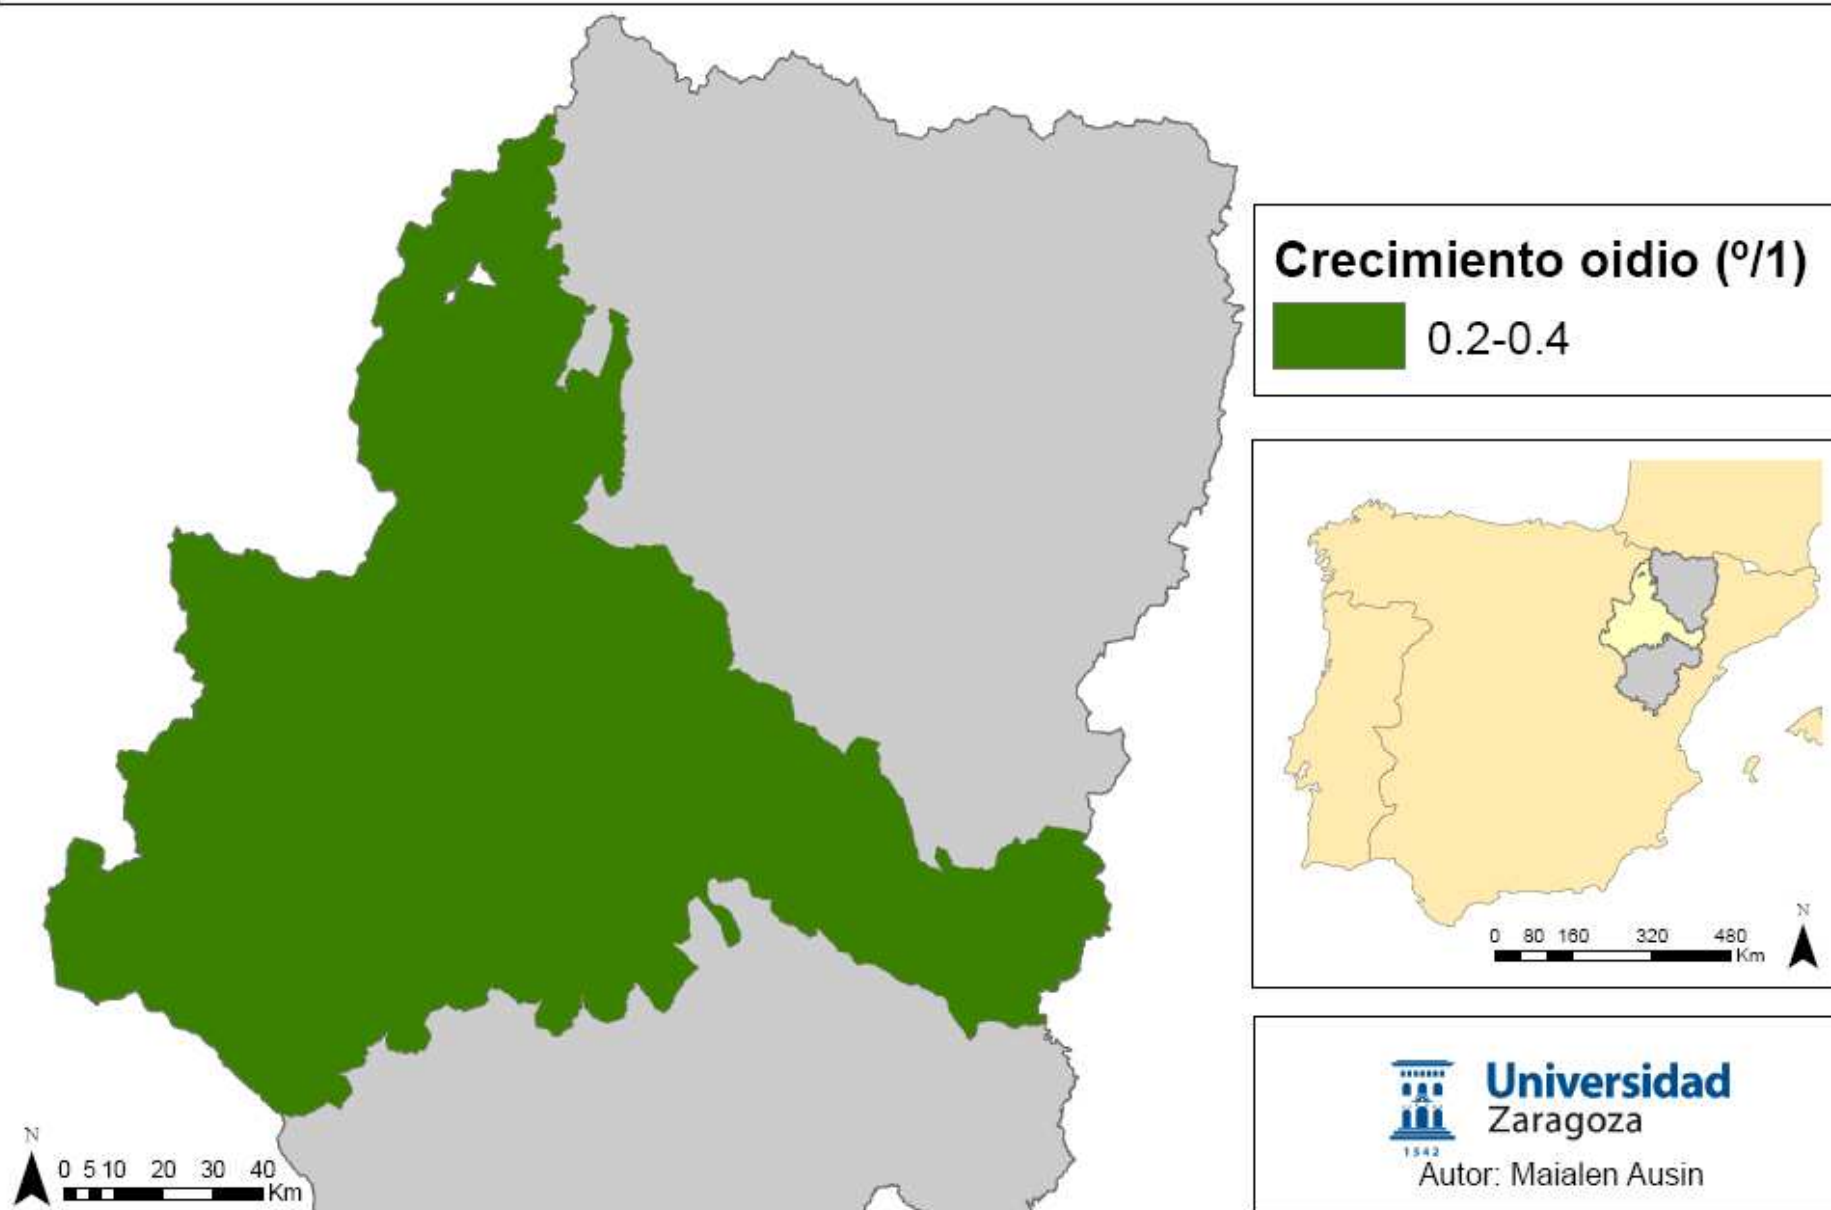 Crecimiento oidio (º/1)
0.2-0.4
N
0 80 160 320 480
Km
Universidad
Zaragoza
1542
Autor: Maialen Ausin
N
0 5 10 20 30 40
Km